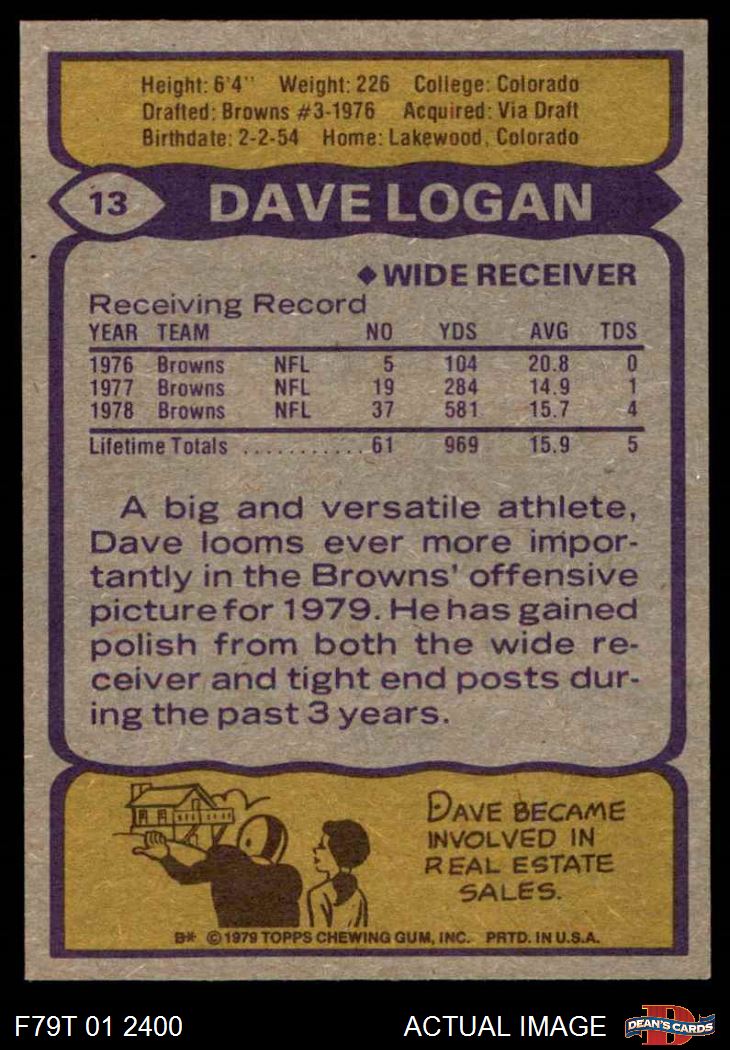 Height: 6'4" Weight: 226 College: Colorado
Drafted: Browns #3-1976 Acquired: Via Draft
Birthdate: 2-2-54 Home: Lakewood, Colorado
13 DAVE LOGAN
◆ WIDE RECEIVER
Receiving Record
YEAR TEAM NO YDS AVG TDS
1976 Browns NFL 5 104 20.8 0
1977 Browns NFL 19 284 14.9 1
1978 Browns NFL 37 581 15.7 4
Lifetime Totals ........... 61 969 15.9 5
A big and versatile athlete,
Dave looms ever more impor-
tantly in the Browns' offensive
picture for 1979. He has gained
polish from both the wide re-
ceiver and tight end posts dur-
ing the past 3 years.
DAVE BECAME
INVOLVED IN
REAL ESTATE
SALES.
B* © 1979 TOPPS CHEWING GUM, INC. PRTD. IN U.S.A.
F79T 01 2400 ACTUAL IMAGE
D
DEAN'S CARDS